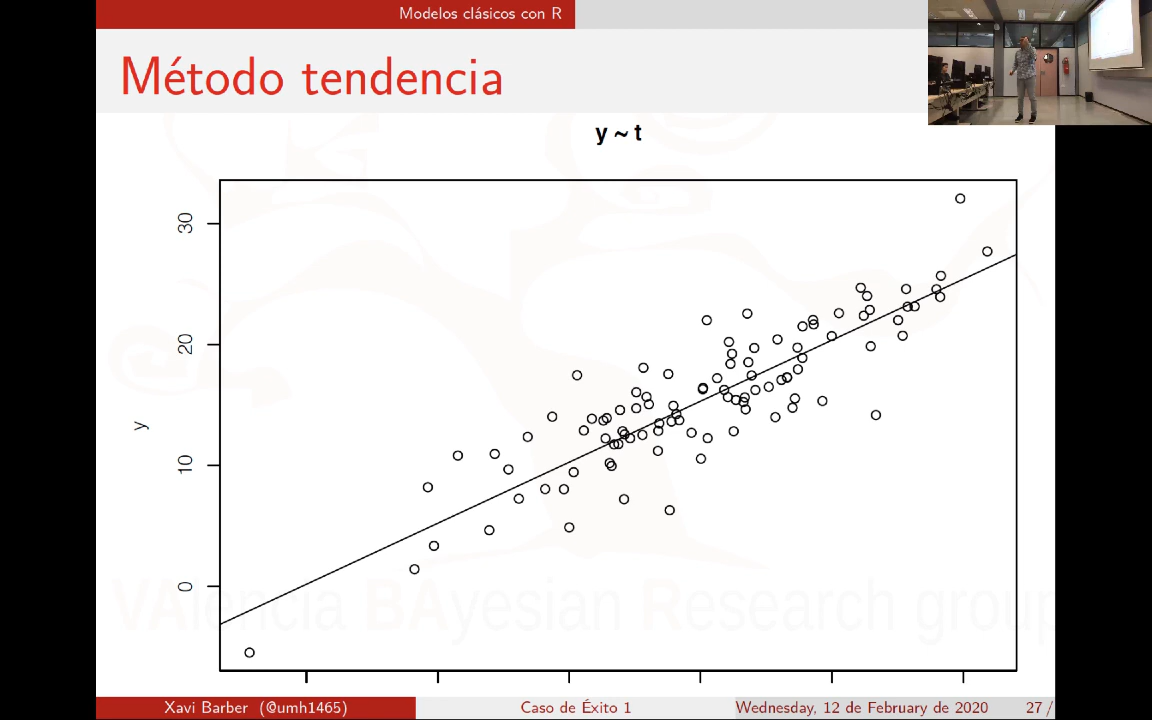 Modelos clásicos con R
Método tendencia
y ~ t
30
20
10
0
y
VAlencia BAyesian Research group
Xavi Barber (@umh1465)
Caso de Éxito 1
Wednesday, 12 de February de 2020
27 /